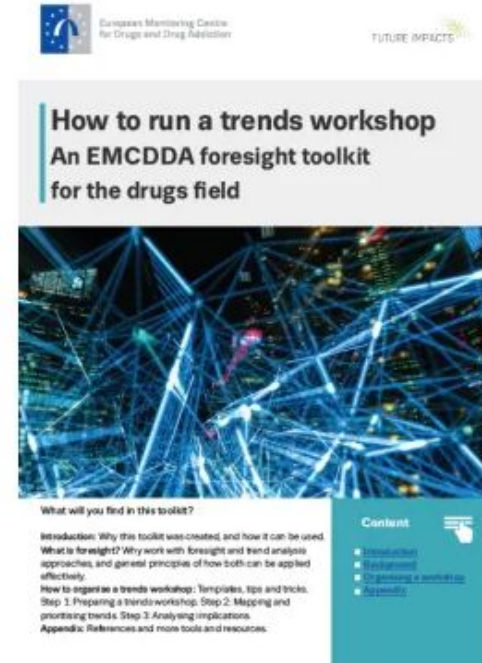 European Monitoring Centre
for Drugs and Drug Addiction
FUTURE IMPACTS
How to run a trends workshop
An EMCDDA foresight toolkit
for the drugs field
What will you find in this toolkit?
Introduction: Why this toolkit was created, and how it can be used.
What is foresight? Why work with foresight and trend analysis
approaches, and general principles of how both can be applied
effectively.
How to organise a trends workshop: Templates, tips and tricks.
Step 1. Preparing a trends workshop. Step 2: Mapping and
prioritising trends. Step 3: Analysing implications.
Appendix: References and more tools and resources.
Content
Introduction
Background
Organising a workshop
Appendix